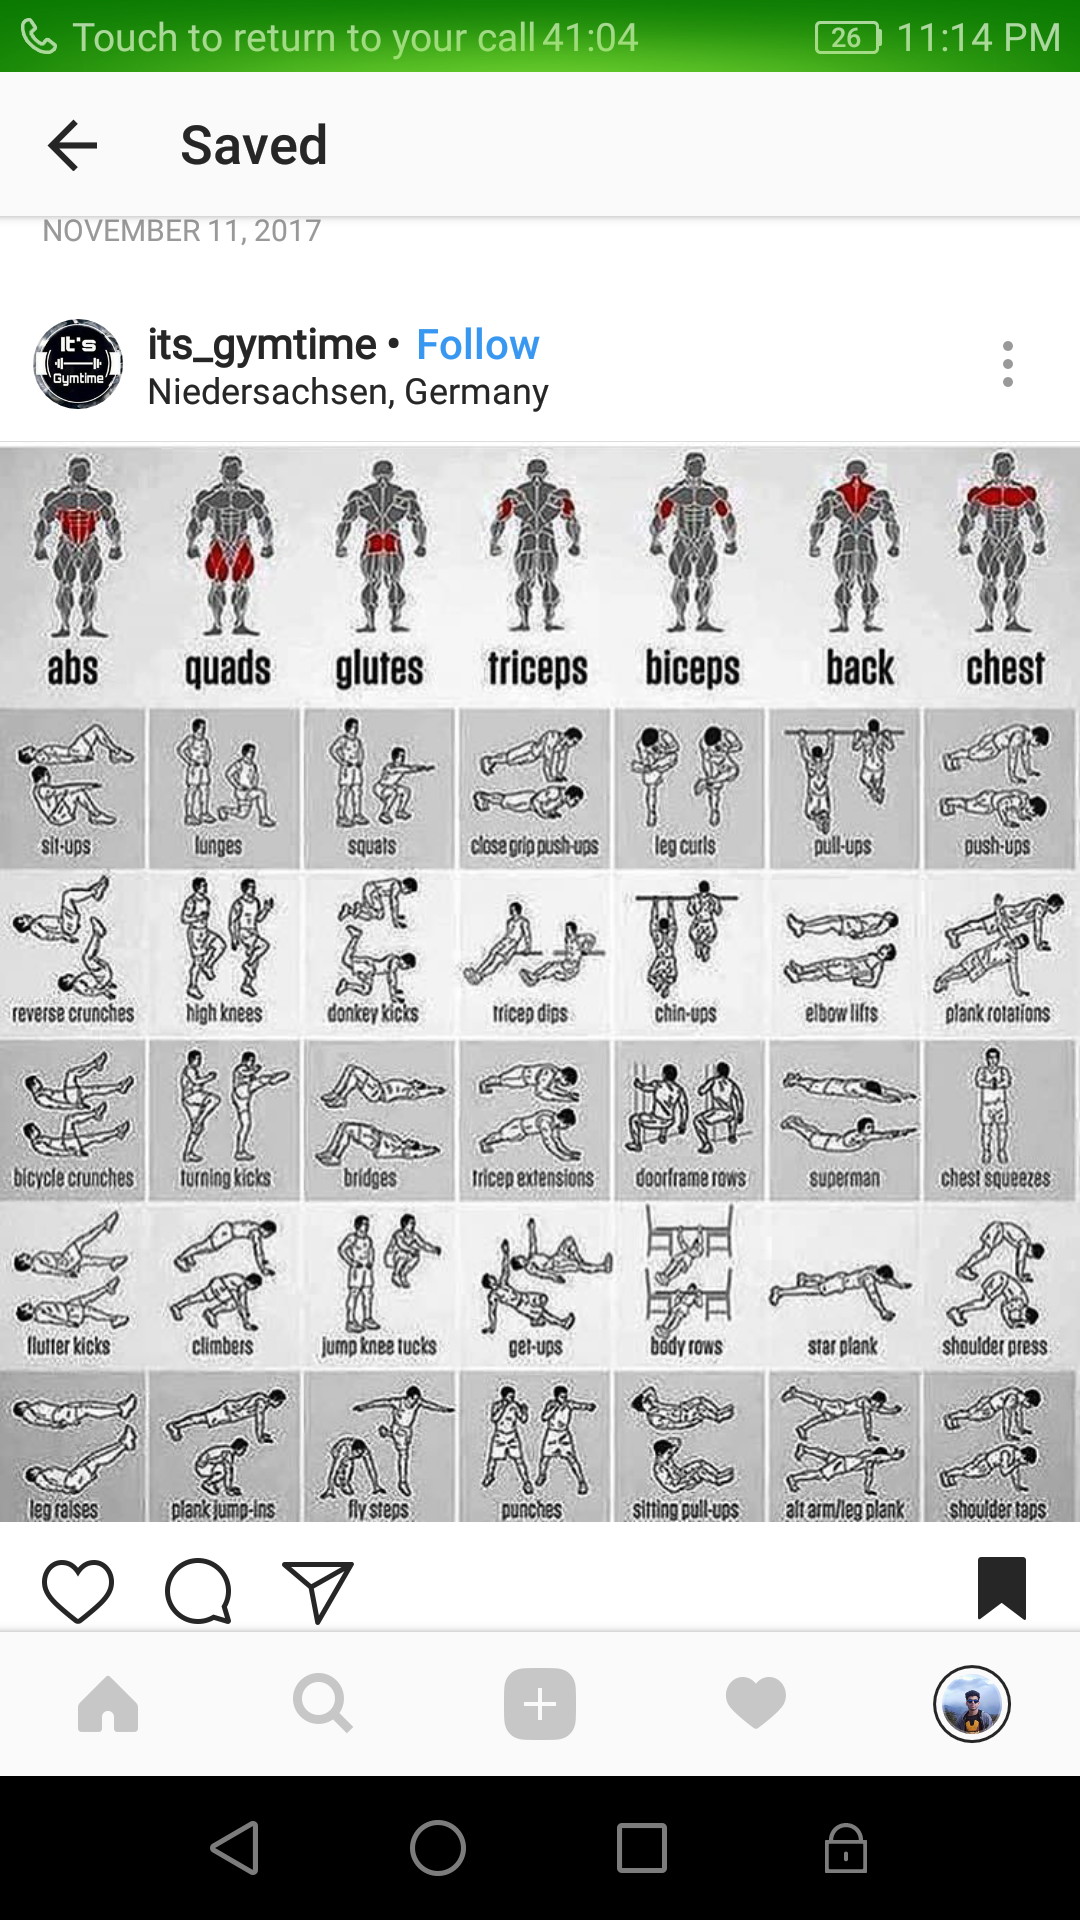 Touch to return to your call 41:04 26 11:14 PM
Saved
NOVEMBER 11, 2017
It's
Gymtime
its_gymtime • Follow
Niedersachsen, Germany
abs quads glutes triceps biceps back chest
sit-ups lunges squats close grip push-ups leg curls pull-ups push-ups
reverse crunches high knees donkey kicks tricep dips chin-ups elbow lifts plank rotations
bicycle crunches turning kicks bridges tricep extensions doorframe rows superman chest squeezes
flutter kicks climbers jump knee tucks get-ups body rows star plank shoulder press
leg raises plank jump-ins fly steps punches sitting pull-ups alt arm/leg plank shoulder taps